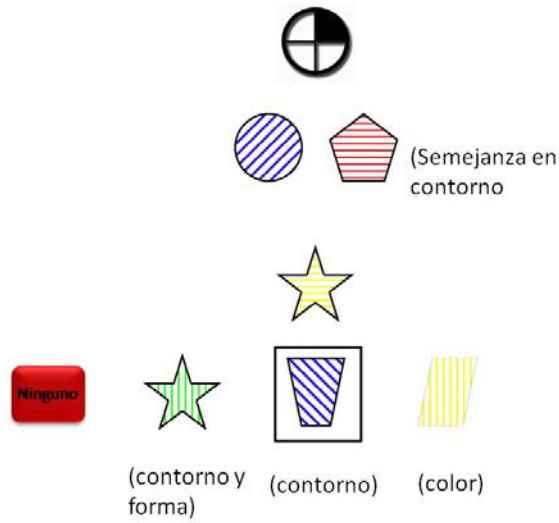 (Semejanza en
contorno
Ninguno
(contorno y
forma)
(contorno)
(color)